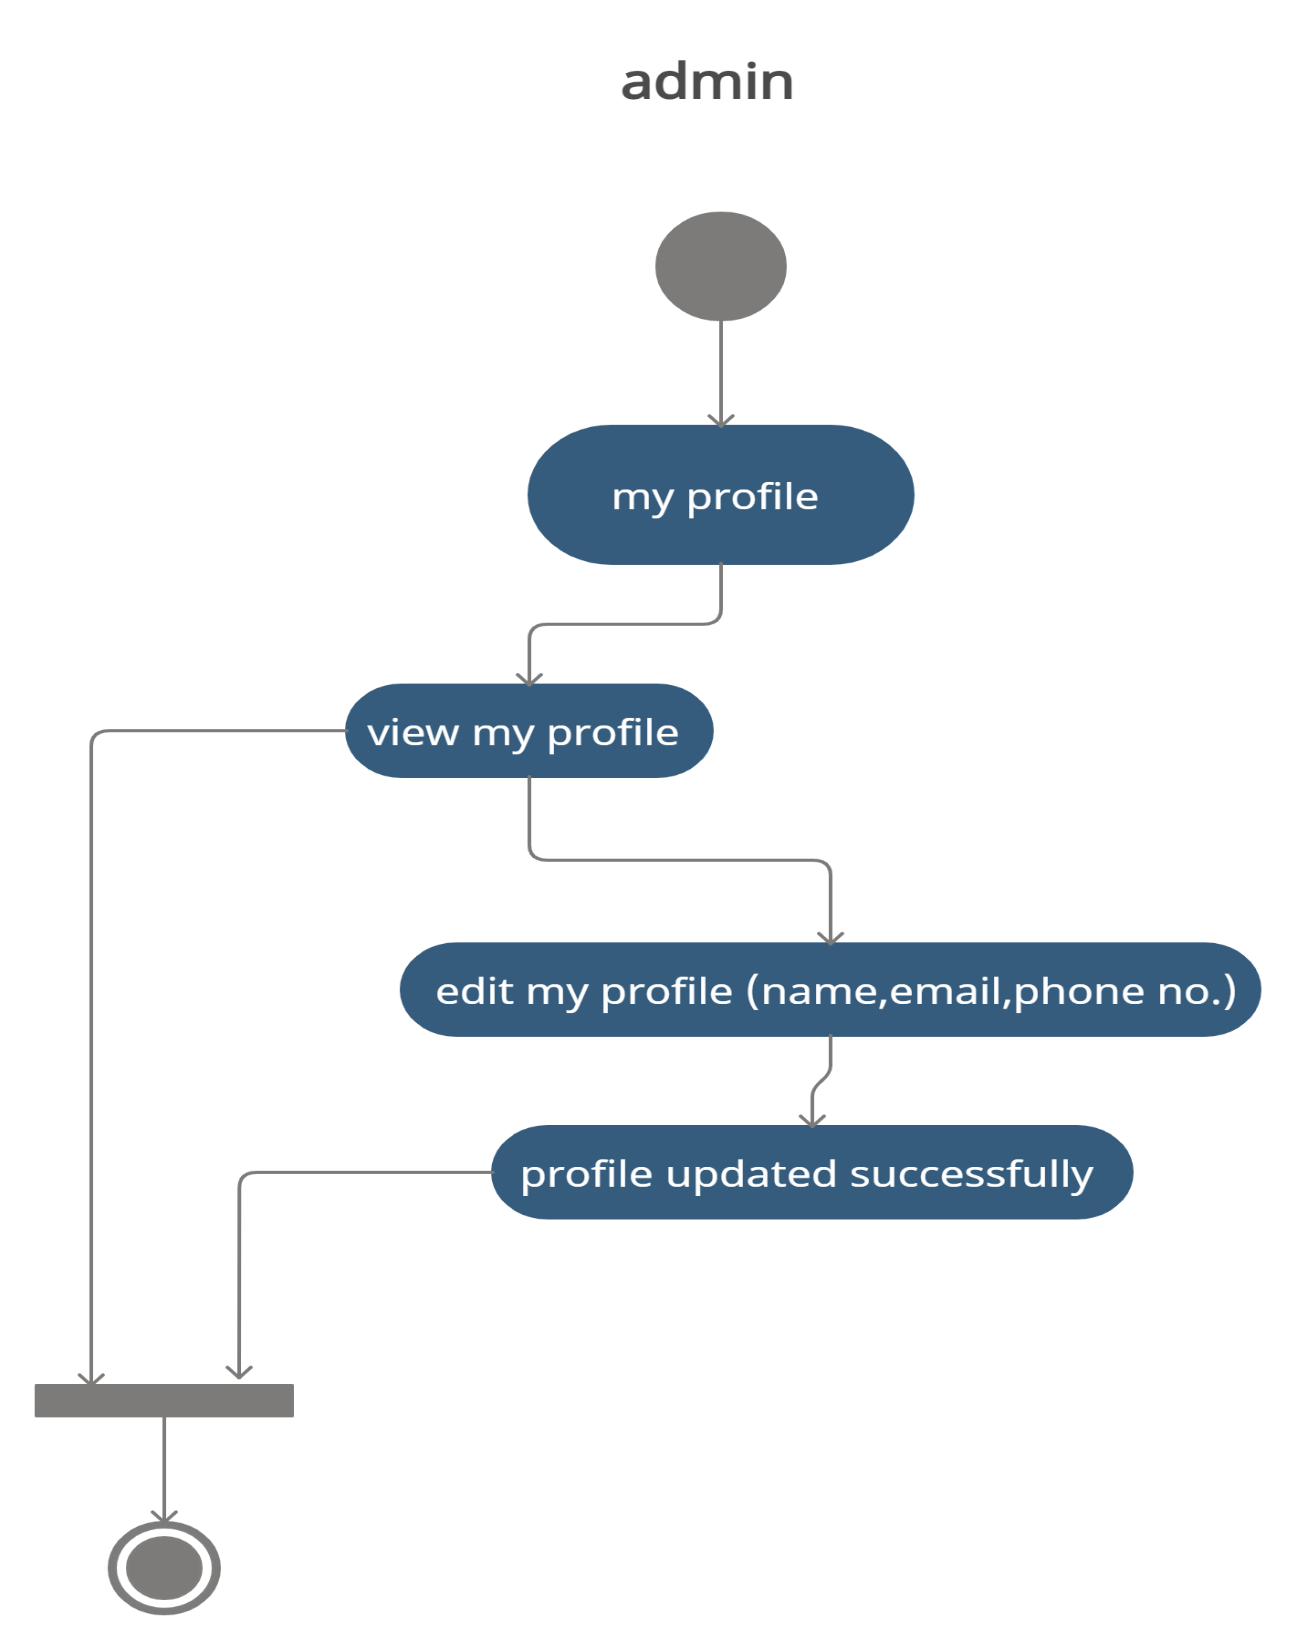 admin
my profile
view my profile
edit my profile (name,email,phone no.)
profile updated successfully